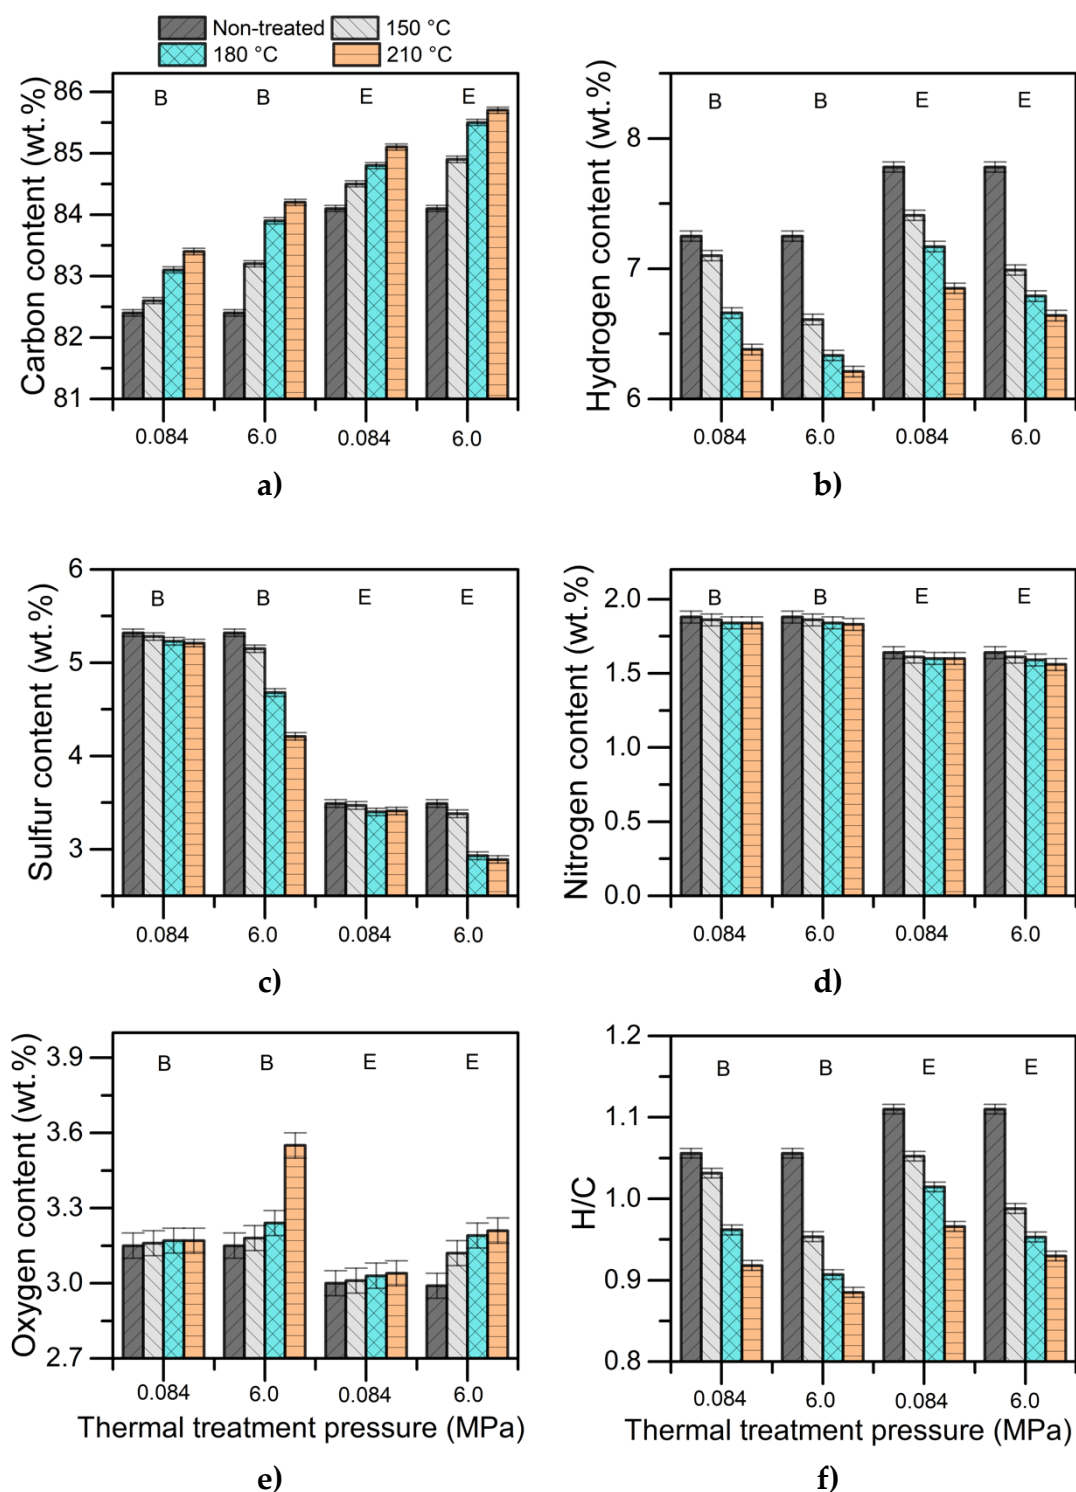 Non-treated 150 °C
180 °C 210 °C
Carbon content (wt.%)
86
85
84
83
82
81
B B E E
0.084 6.0 0.084 6.0
a)
Hydrogen content (wt.%)
8
7
6
B B E E
0.084 6.0 0.084 6.0
b)
Sulfur content (wt.%)
6
5
4
3
B B E E
0.084 6.0 0.084 6.0
c)
Nitrogen content (wt.%)
2.0
1.5
1.0
0.5
0.0
B B E E
0.084 6.0 0.084 6.0
d)
Oxygen content (wt.%)
3.9
3.6
3.3
3.0
2.7
B B E E
0.084 6.0 0.084 6.0
Thermal treatment pressure (MPa)
e)
H/C
1.2
1.1
1.0
0.9
0.8
B B E E
0.084 6.0 0.084 6.0
Thermal treatment pressure (MPa)
f)